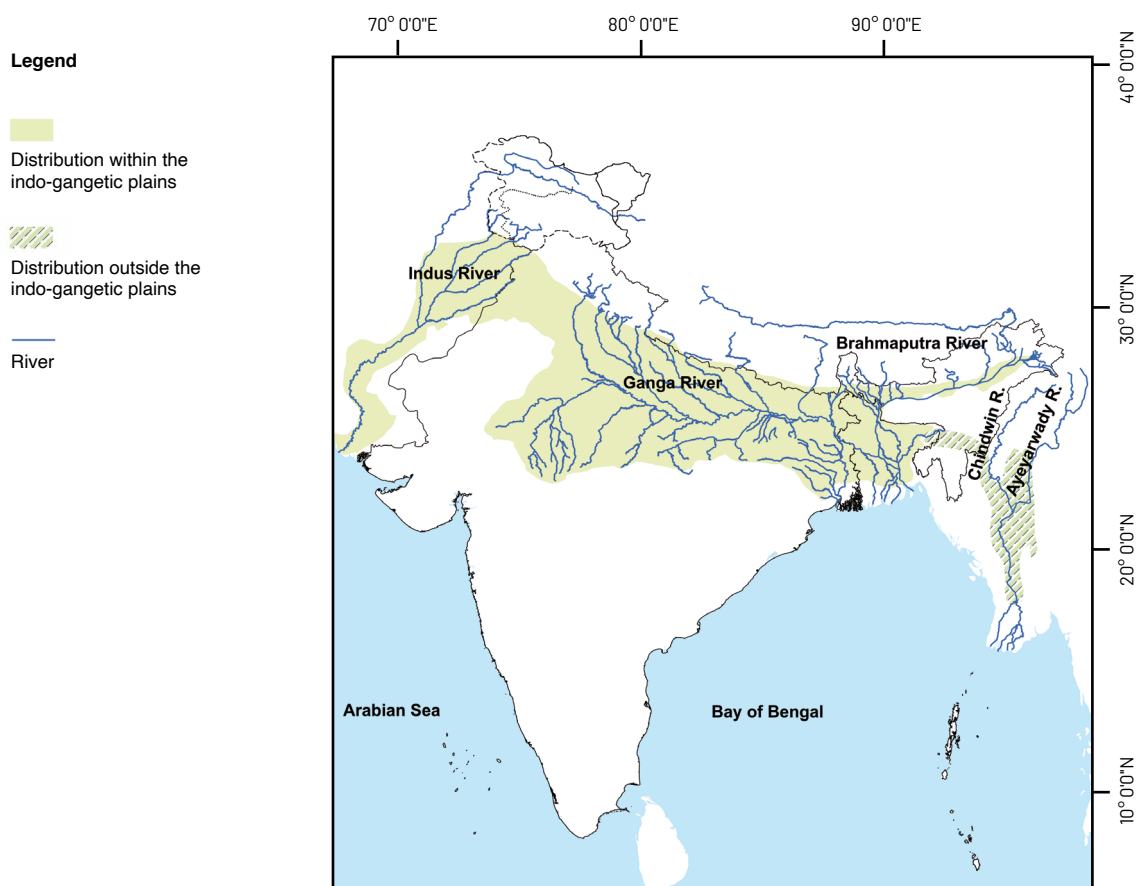 70° 0'0"E
80° 0'0"E
90° 0'0"E
Legend
Distribution within the
indo-gangetic plains
Distribution outside the
indo-gangetic plains
River
40° 0'0"N
30° 0'0"N
20° 0'0"N
10° 0'0"N
Indus River
Brahmaputra River
Ganga River
Chindwin R.
Ayeyarwady R.
Arabian Sea
Bay of Bengal